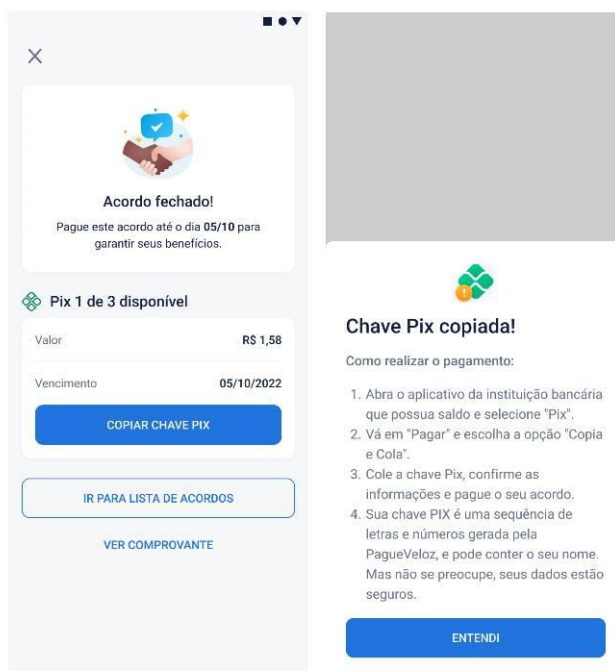 Acordo fechado!
Pague este acordo até o dia 05/10 para
garantir seus benefícios.
Pix 1 de 3 disponível
Valor R$ 1,58
Vencimento 05/10/2022
COPIAR CHAVE PIX
IR PARA LISTA DE ACORDOS
VER COMPROVANTE
Chave Pix copiada!
Como realizar o pagamento:
1. Abra o aplicativo da instituição bancária
que possua saldo e selecione "Pix".
2. Vá em "Pagar" e escolha a opção "Copia
e Cola".
3. Cole a chave Pix, confirme as
informações e pague o seu acordo.
4. Sua chave PIX é uma sequência de
letras e números gerada pela
PagueVeloz, e pode conter o seu nome.
Mas não se preocupe, seus dados estão
seguros.
ENTENDI